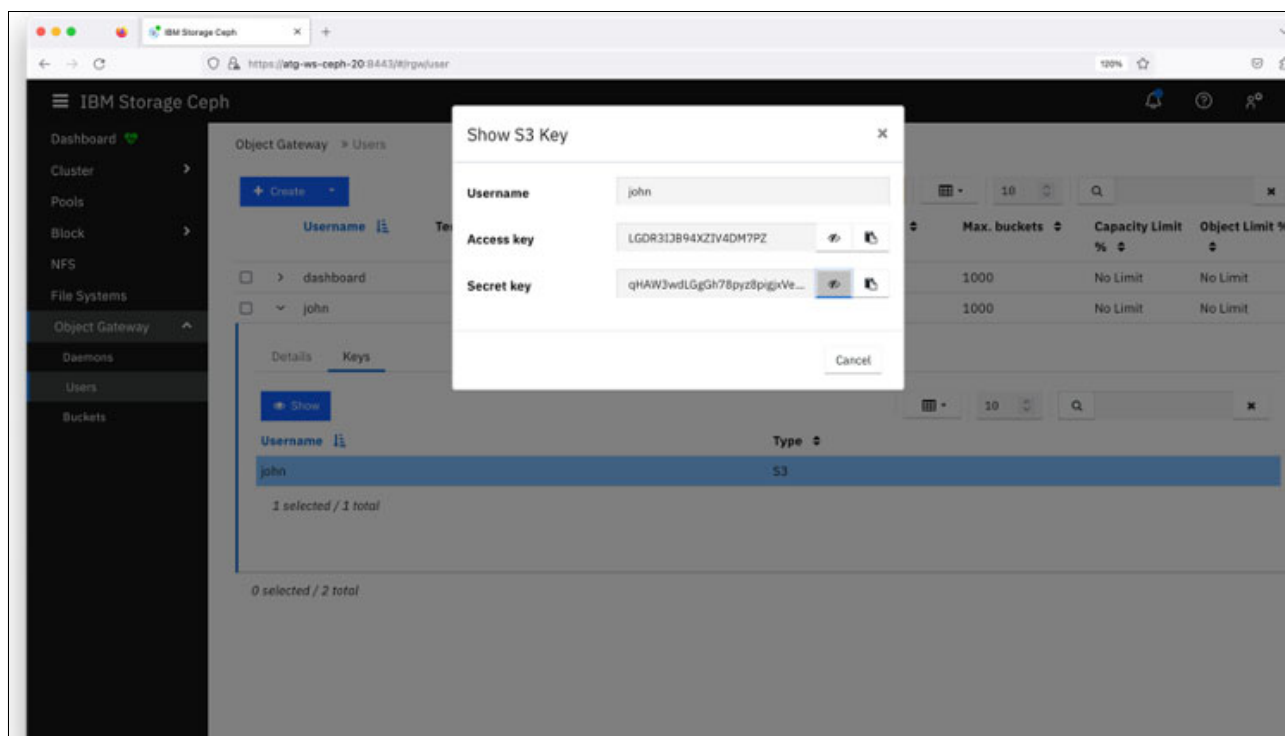 IBM Storage Ceph
https://atg-ws-ceph-20:8443/#/rgw/user
120%
IBM Storage Ceph
Dashboard
Cluster
Pools
Block
NFS
File Systems
Object Gateway
Daemons
Users
Buckets
Object Gateway » Users
Create
10
Username
Te
Max. buckets
Capacity Limit %
Object Limit %
dashboard
1000
No Limit
No Limit
john
1000
No Limit
No Limit
Details
Keys
Show
10
Username
Type
john
S3
1 selected / 1 total
0 selected / 2 total
Show S3 Key
Username
john
Access key
Secret key
Cancel